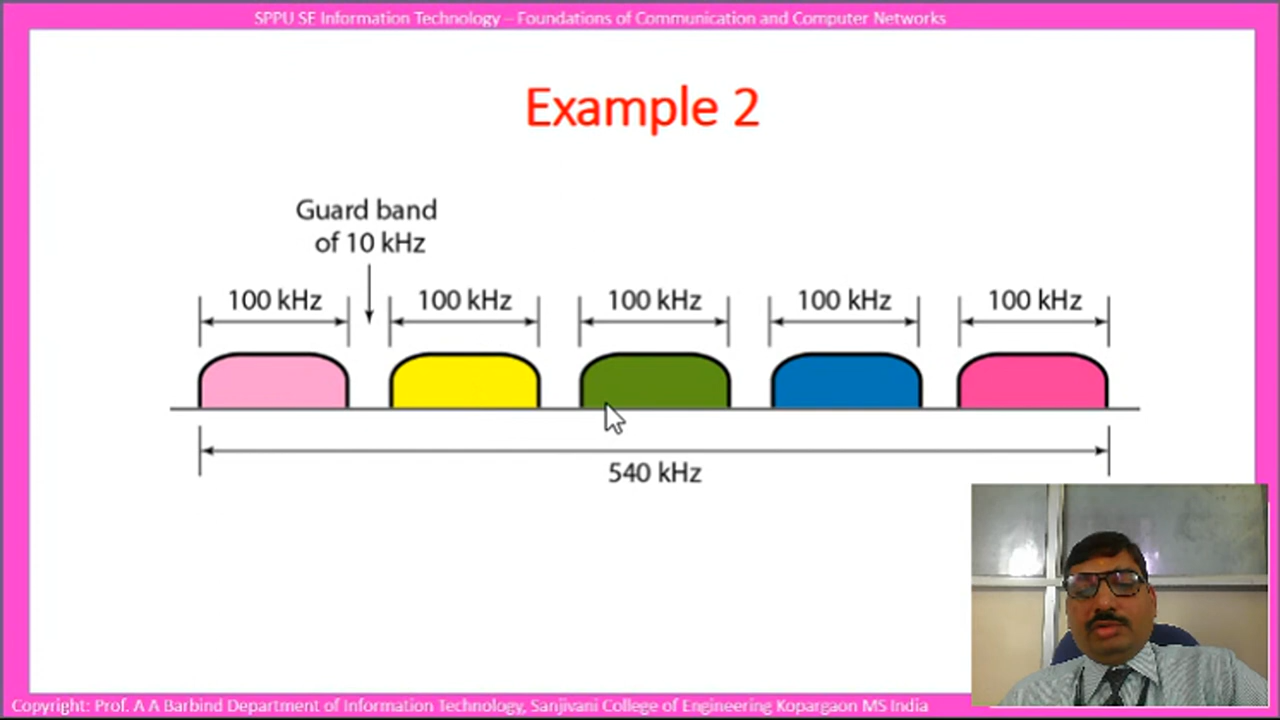 SPPU SE Information Technology – Foundations of Communication and Computer Networks
Example 2
Guard band
of 10 kHz
100 kHz 100 kHz 100 kHz 100 kHz 100 kHz
540 kHz
Copyright: Prof. A A Barbind Department of Information Technology, Sanjivani College of Engineering Kopargaon MS India